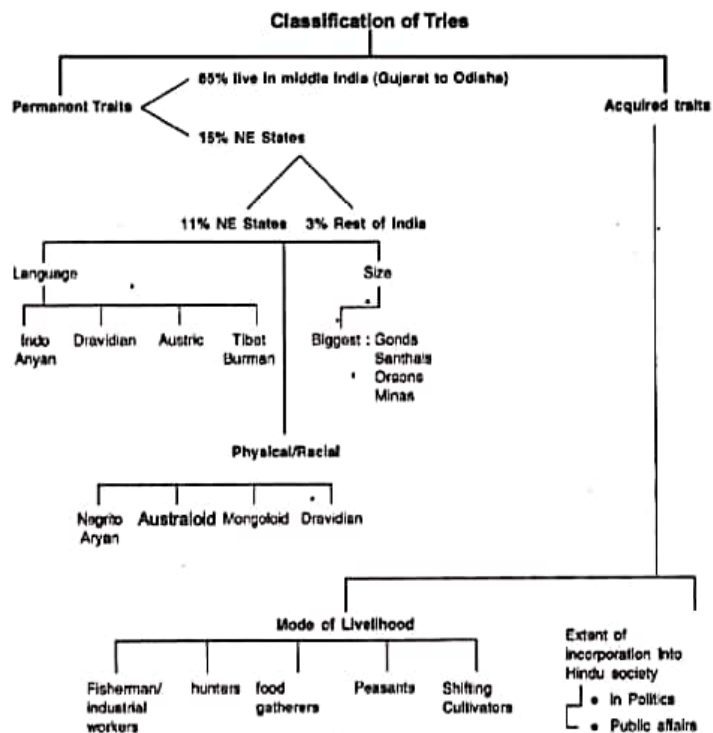 Classification of Tries
85% live in middle India (Gujarat to Odisha)
Permanent Traits
Acquired traits
15% NE States
11% NE States 3% Rest of India
Language
Size
Indo
Anyan
Dravidian
Austric
Tibet
Burman
Biggest : Gonds
Santhals
Oraons
Minas
Physical/Racial
Negrito
Aryan
Australoid
Mongoloid
Dravidian
Mode of Livelihood
Fisherman/
industrial
workers
hunters
food
gatherers
Peasants
Shifting
Cultivators
Extent of
incorporation into
Hindu society
• In Politics
• Public affairs